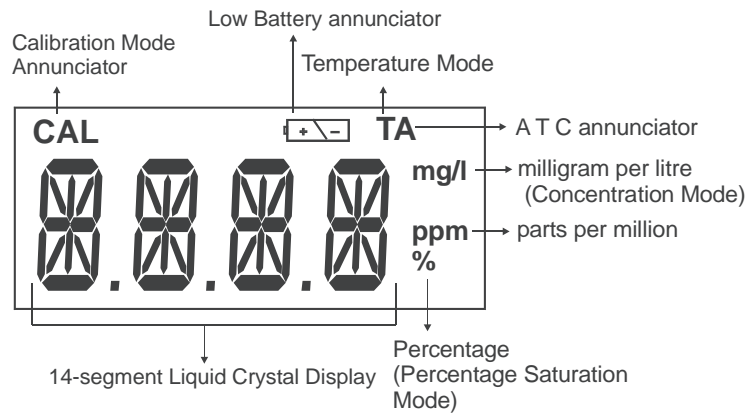 Low Battery annunciator
Calibration Mode
Annunciator
Temperature Mode
CAL
+ -
TA
A T C annunciator
mg/l
milligram per litre
(Concentration Mode)
ppm
parts per million
%
14-segment Liquid Crystal Display
Percentage
(Percentage Saturation
Mode)